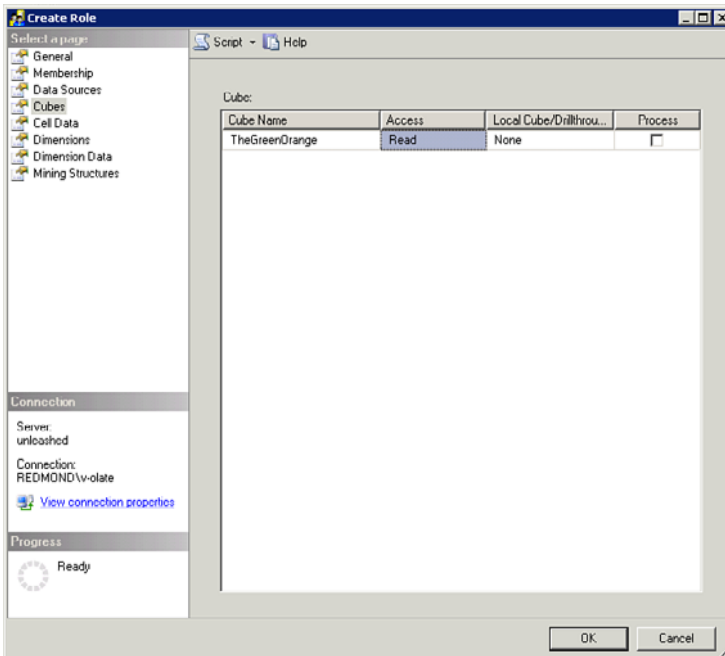 Create Role
Select a page
General
Membership
Data Sources
Cubes
Cell Data
Dimensions
Dimension Data
Mining Structures
Connection
Server:
unleashed
Connection:
REDMOND\v-olate
View connection properties
Progress
Ready
Script
Help
Cube:
Cube Name Access Local Cube/Drillthrou... Process
TheGreenOrange Read None
OK Cancel